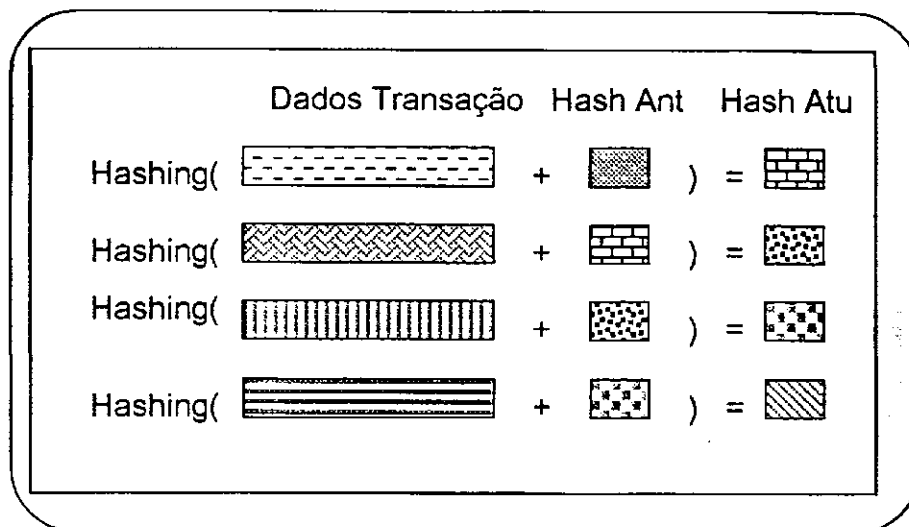 Dados Transação Hash Ant Hash Atu
Hashing( + ) =
Hashing( + ) =
Hashing( + ) =
Hashing( + ) =